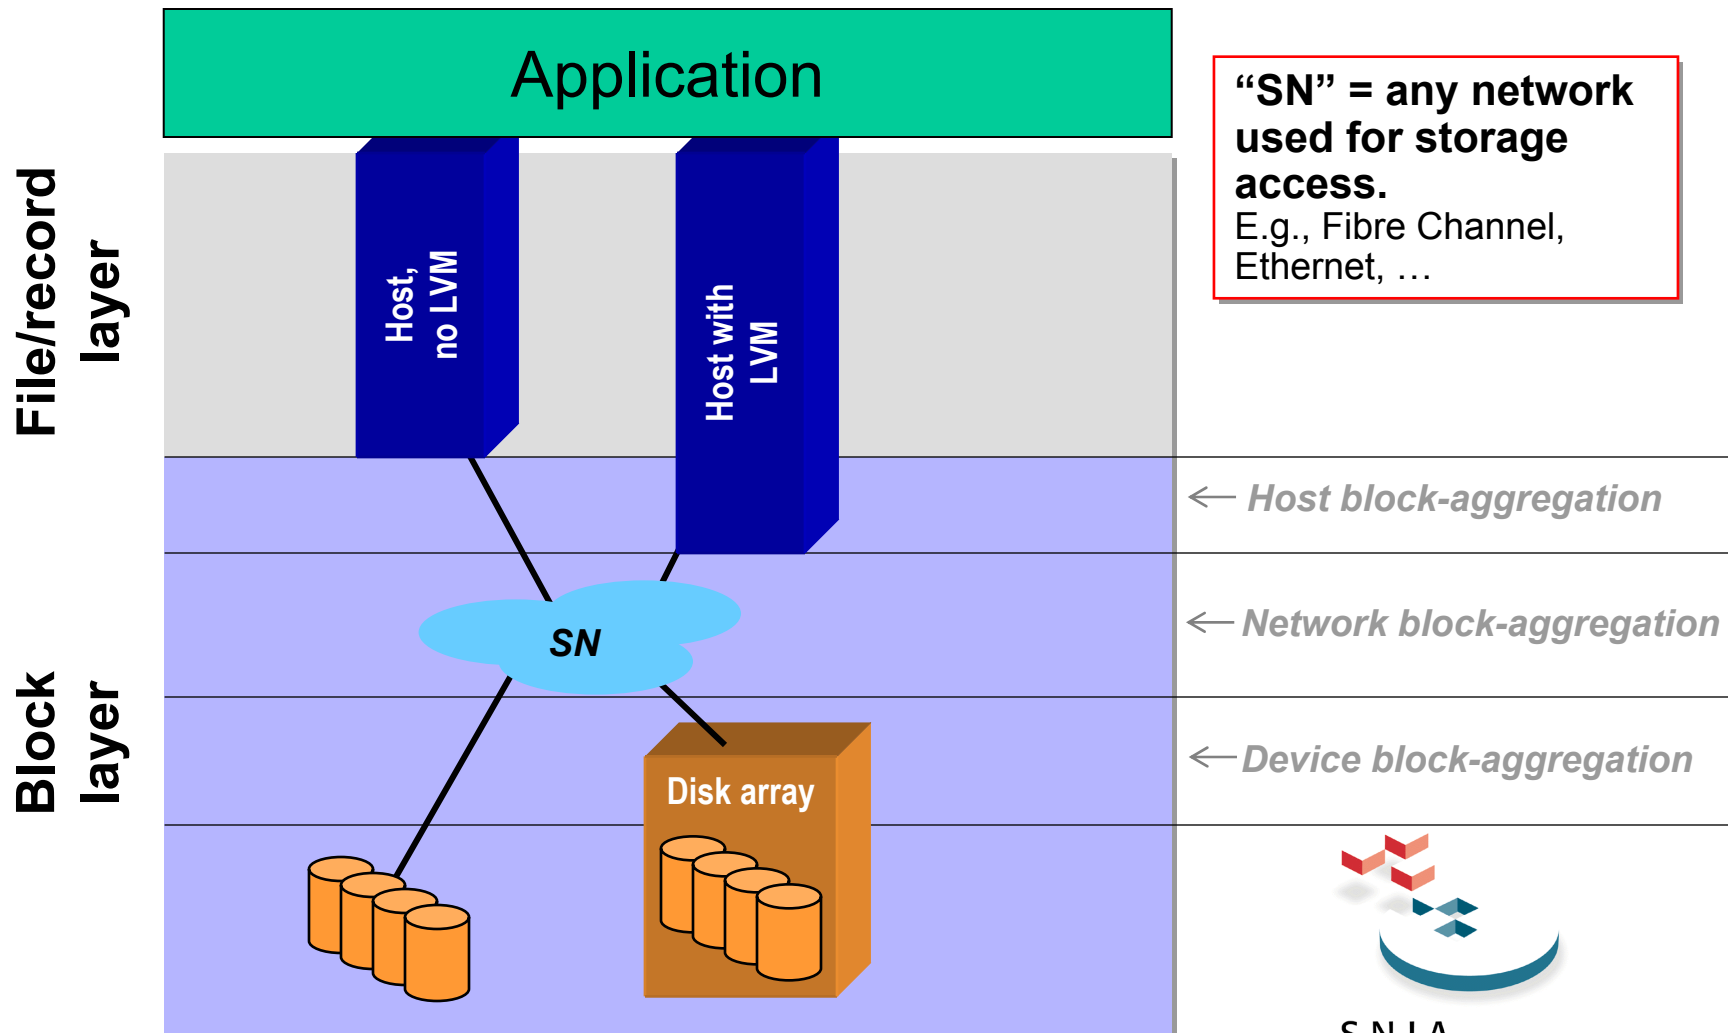 Application
“SN” = any network
used for storage
access.
E.g., Fibre Channel,
Ethernet, …
File/record
layer
Host,
no LVM
Host with
LVM
Host block-aggregation
SN
Network block-aggregation
Block
layer
Device block-aggregation
Disk array
SNIA